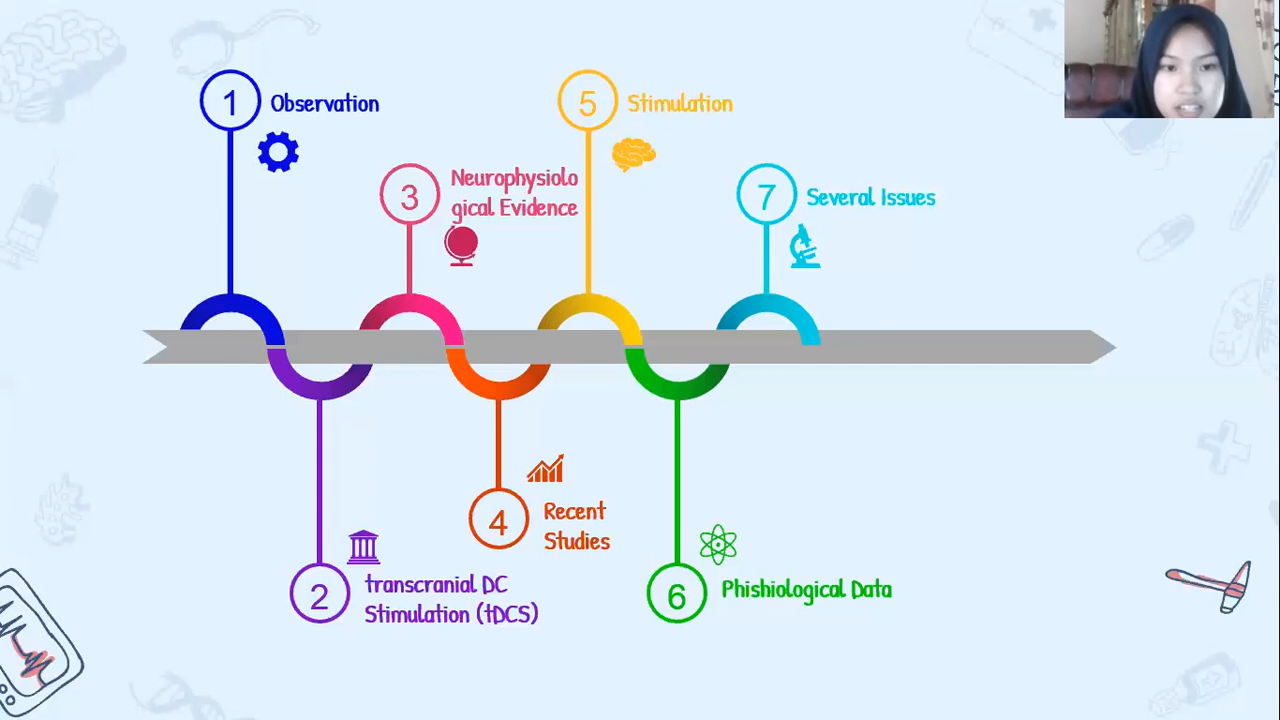 1
Observation
2
transcranial DC
Stimulation (tDCS)
3
Neurophysiolo
gical Evidence
4
Recent
Studies
5
Stimulation
6
Phishiological Data
7
Several Issues